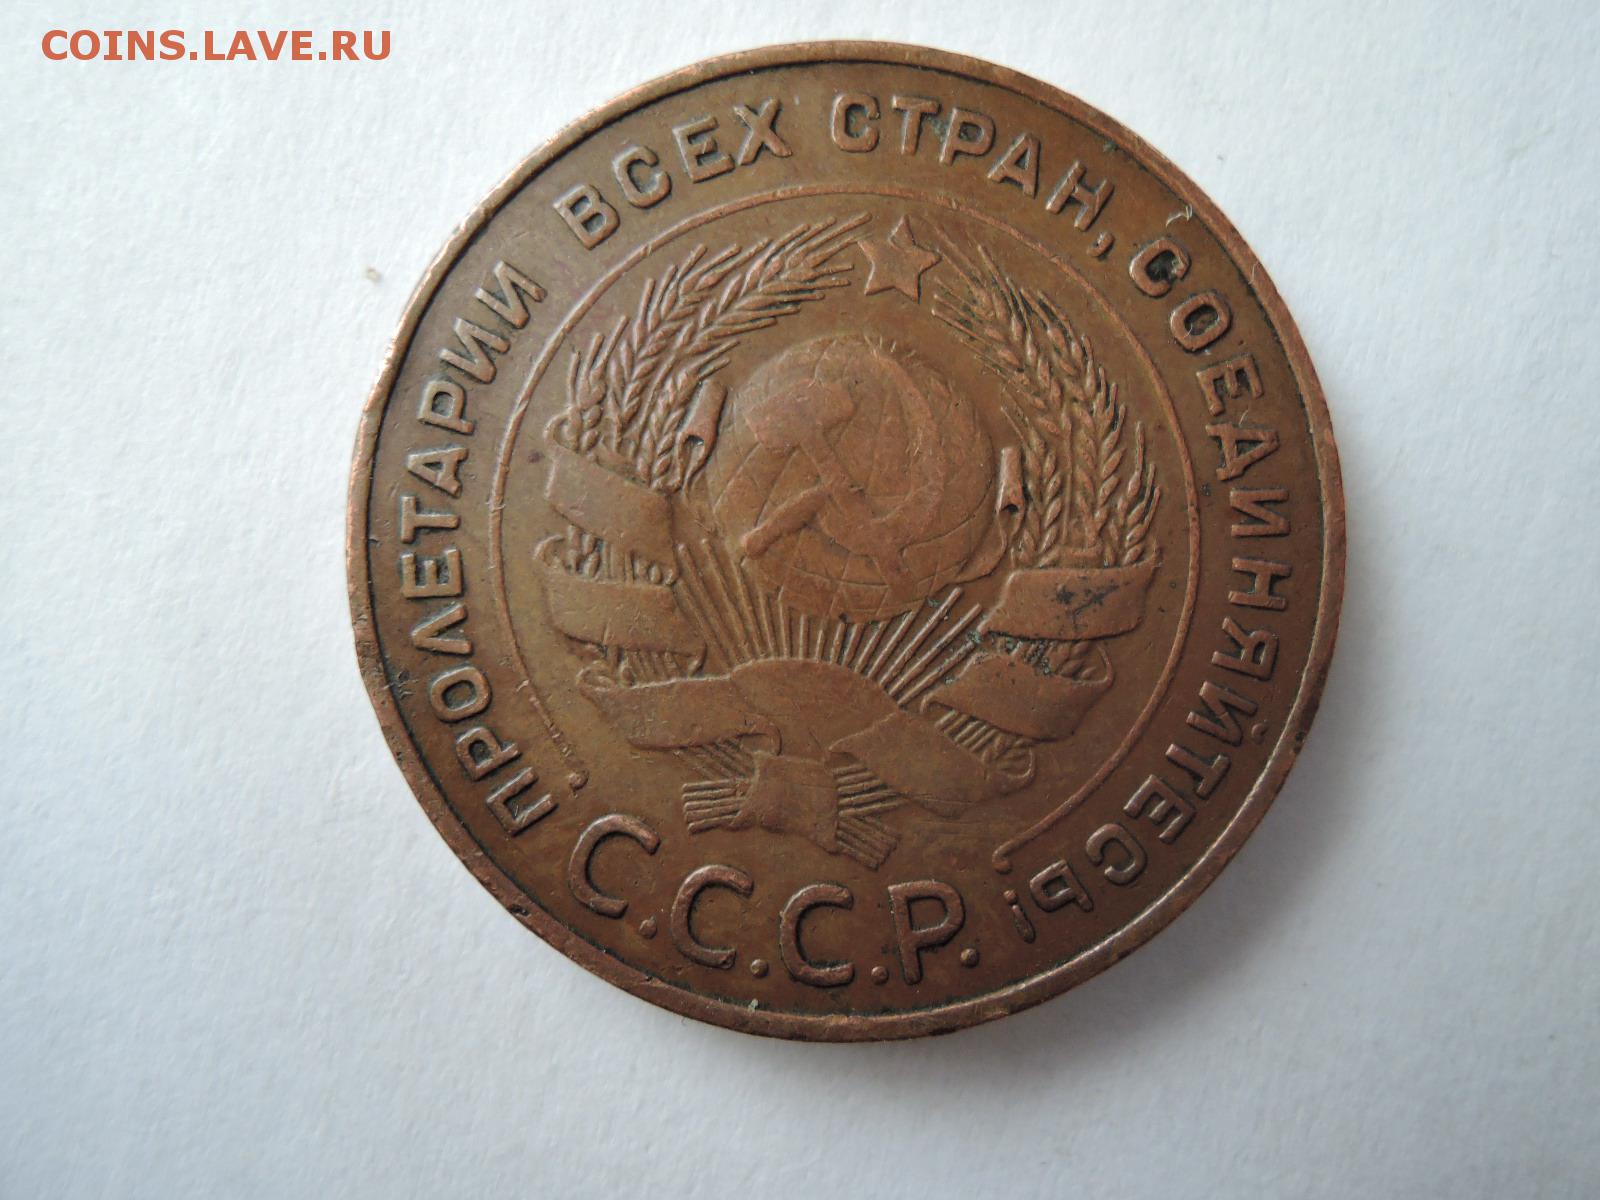 COINS.LAVE.RU
ПРОЛЕТАРИИ ВСЕХ СТРАН, СОЕДИНЯЙТЕСЬ!
С.С.С.Р.